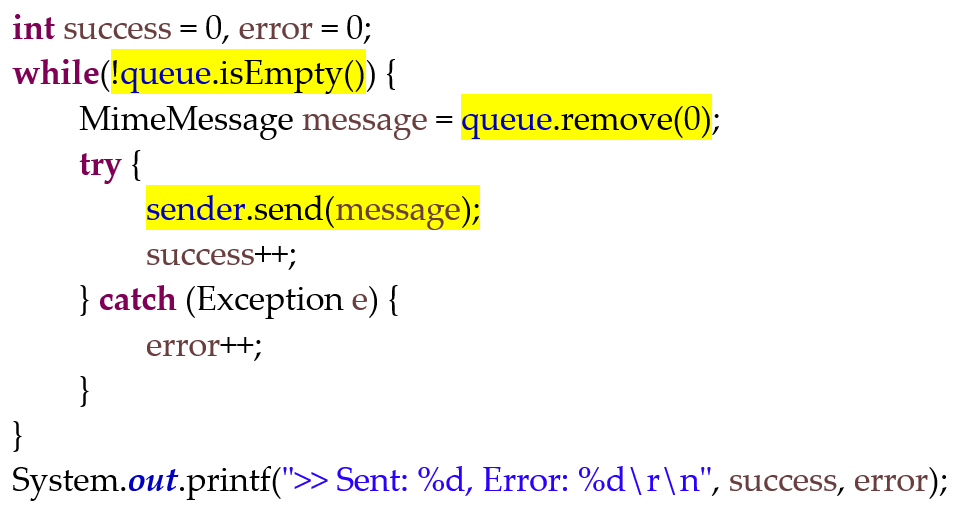 int success = 0, error = 0;
while(!queue.isEmpty()) {
MimeMessage message = queue.remove(0);
try {
sender.send(message);
success++;
} catch (Exception e) {
error++;
}
}
System.out.printf(">> Sent: %d, Error: %d\r\n", success, error);